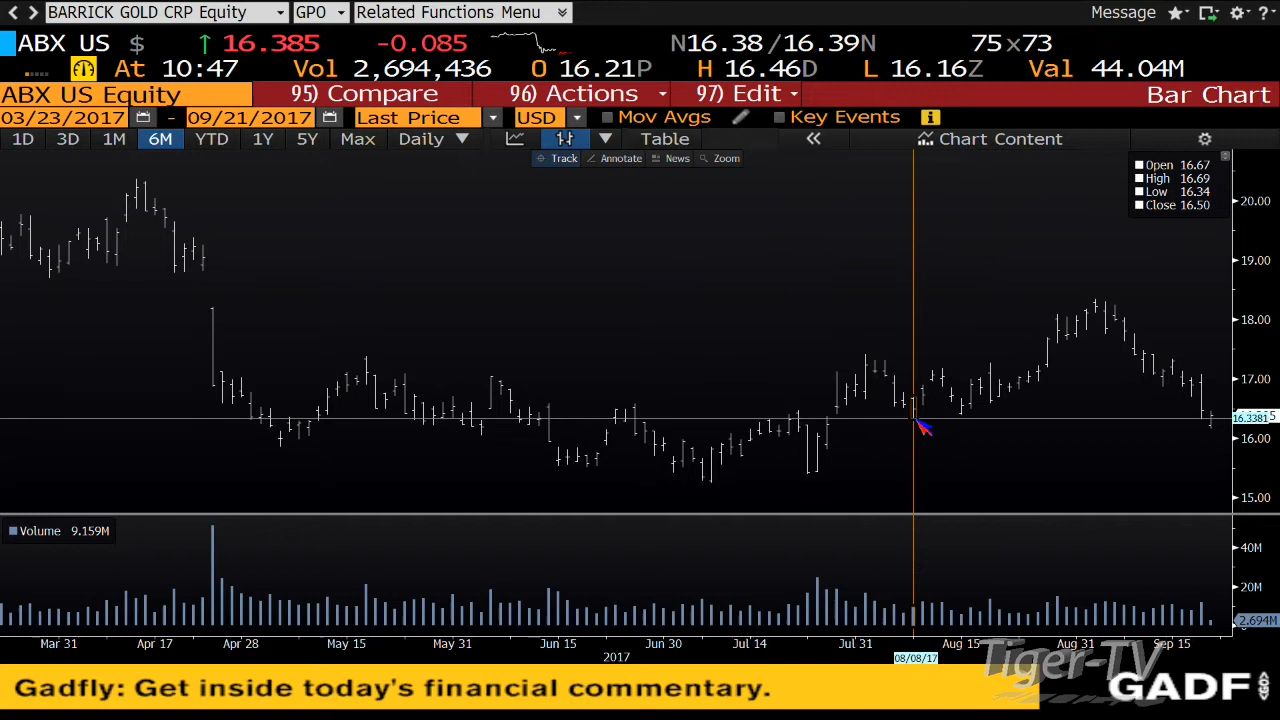 BARRICK GOLD CRP Equity GPO Related Functions Menu Message
ABX US $ ↑ 16.385 -0.085 N16.38/16.39N 75x73
At 10:47 Vol 2,694,436 O 16.21P H 16.46D L 16.16Z Val 44.04M
ABX US Equity 95) Compare 96) Actions 97) Edit Bar Chart
03/23/2017 - 09/21/2017 Last Price USD Mov Avgs Key Events
1D 3D 1M 6M YTD 1Y 5Y Max Daily Table Chart Content
Track Annotate News Zoom
Open 16.67
High 16.69
Low 16.34
Close 16.50
20.00
19.00
18.00
17.00
16.3381
16.00
15.00
Volume 9.159M
40M
20M
2.694M
0
Mar 31 Apr 17 Apr 28 May 15 May 31 Jun 15 Jun 30 Jul 14 Jul 31 Aug 15 Aug 31 Sep 15
2017
08/08/17
Tiger-TV
Gadfly: Get inside today's financial commentary. GADF GO